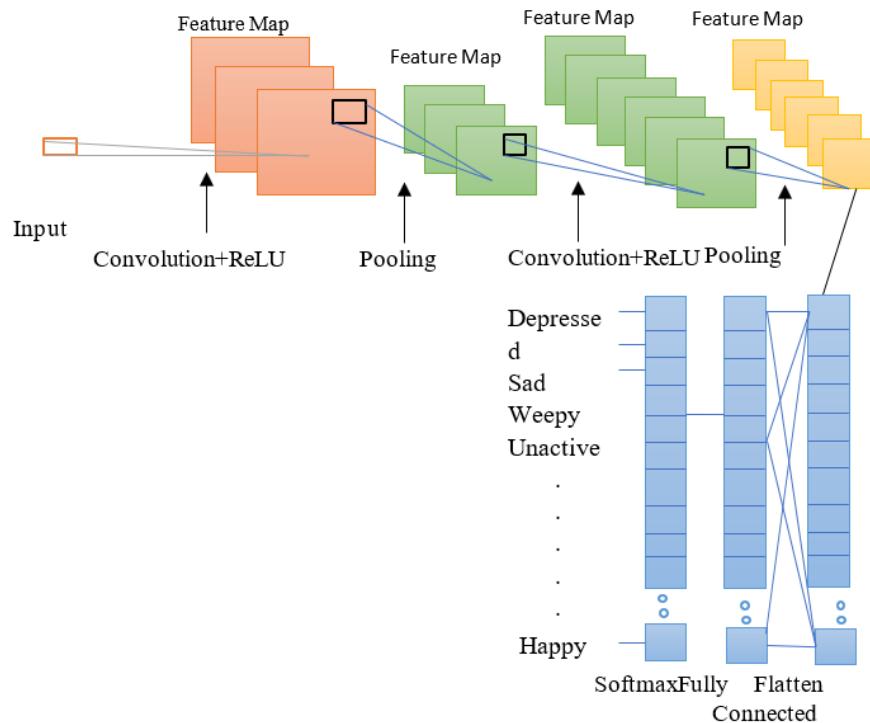 Feature Map
Feature Map
Feature Map
Feature Map
Input
Convolution+ReLU
Pooling
Convolution+ReLU
Pooling
Depresse
d
Sad
Weepy
Unactive
.
.
.
.
.
Happy
SoftmaxFully Flatten
Connected